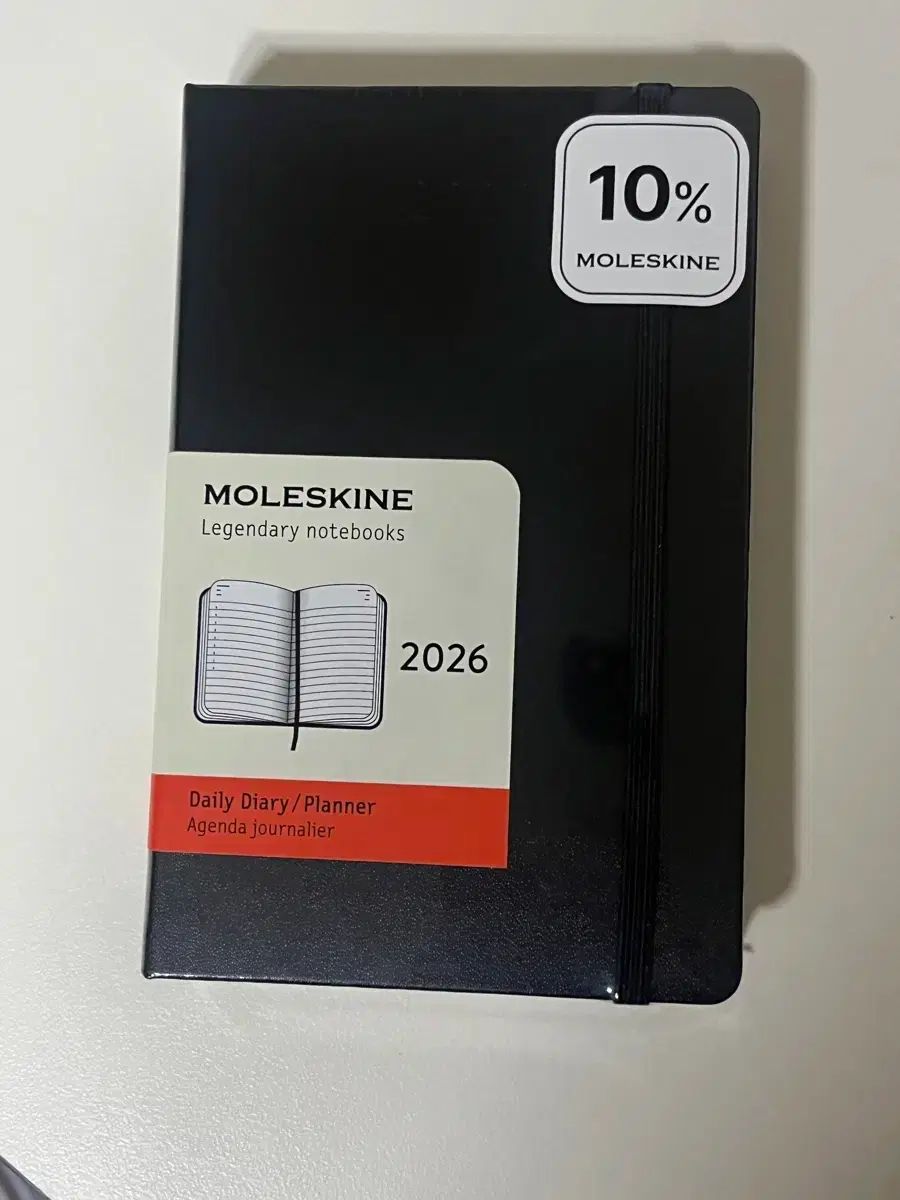 10%
MOLESKINE
MOLESKINE
Legendary notebooks
2026
Daily Diary/Planner
Agenda journalier